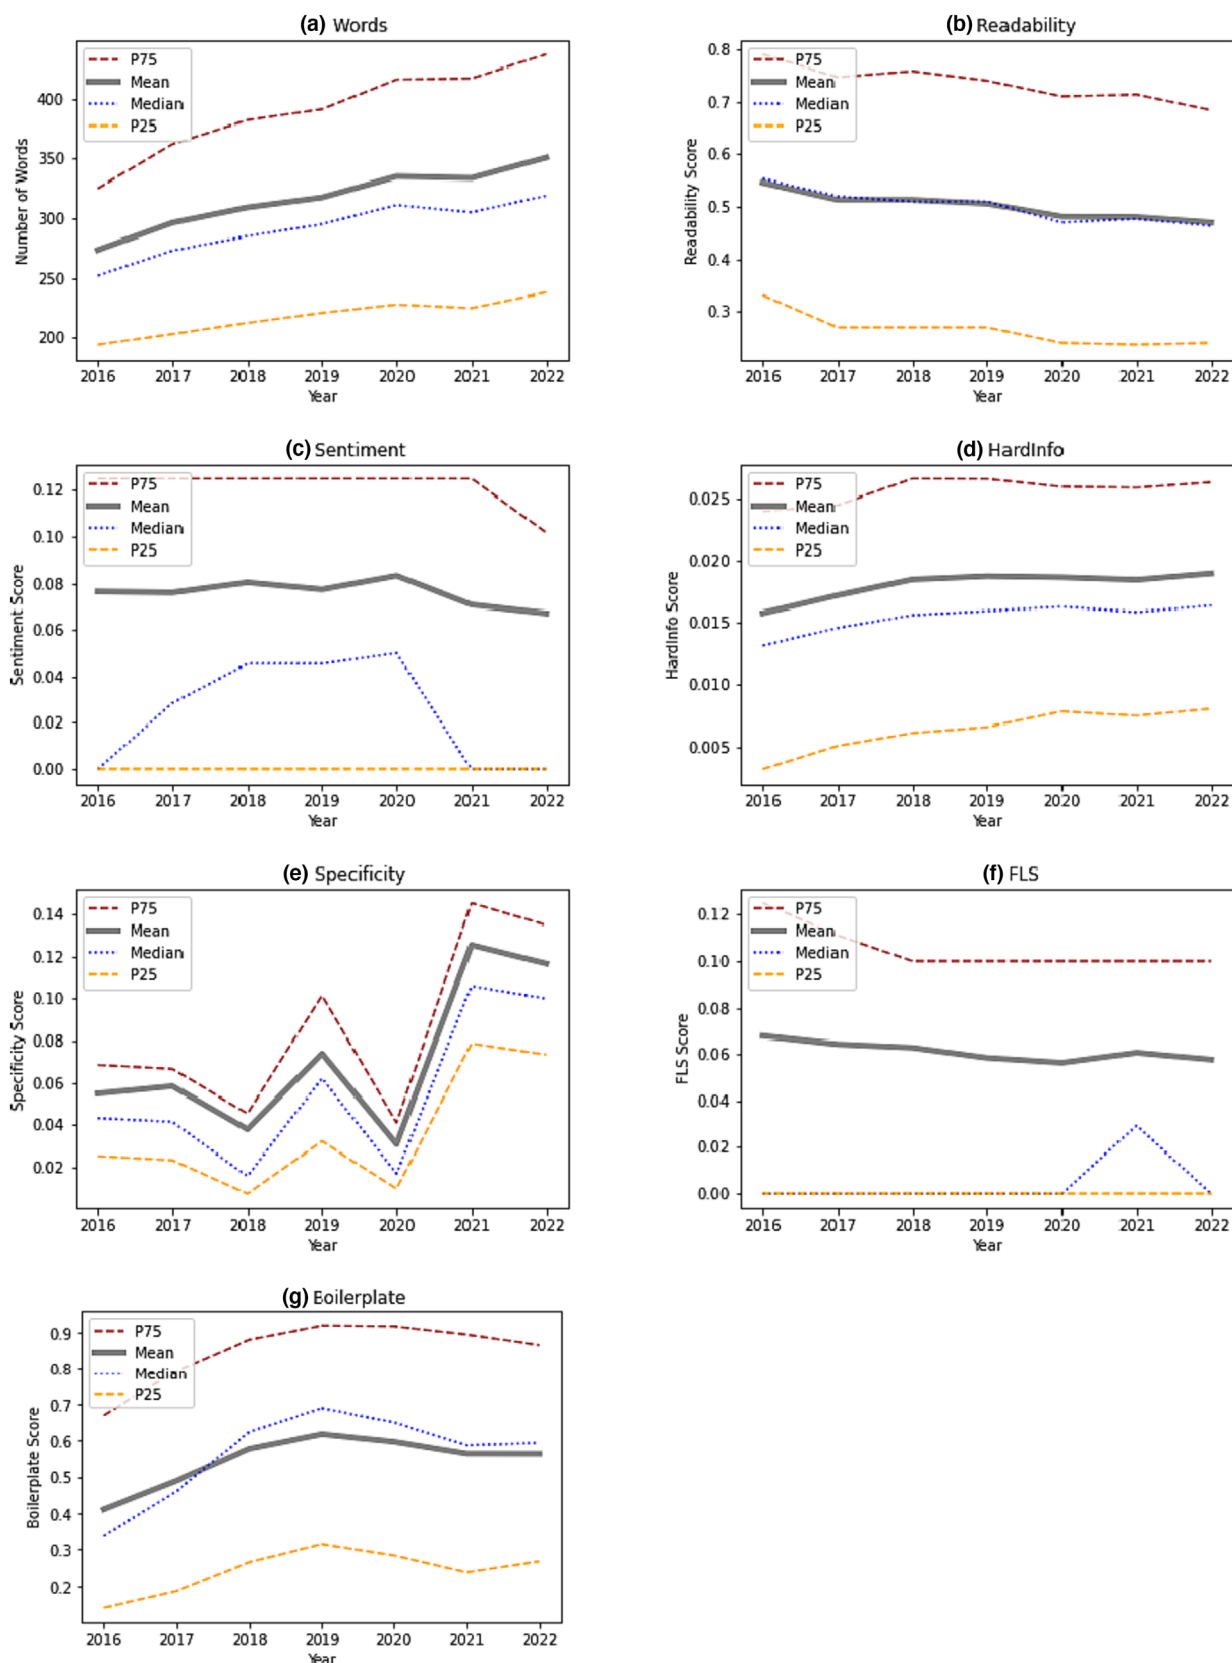 (a) Words
P75
Mean
Median
P25
400
350
300
250
200
Number of Words
2016 2017 2018 2019 2020 2021 2022
Year
(b) Readability
P75
Mean
Median
P25
0.8
0.7
0.6
0.5
0.4
0.3
Readability Score
2016 2017 2018 2019 2020 2021 2022
Year
(c) Sentiment
P75
Mean
Median
P25
0.12
0.10
0.08
0.06
0.04
0.02
0.00
Sentiment Score
2016 2017 2018 2019 2020 2021 2022
Year
(d) HardInfo
P75
Mean
Median
P25
0.025
0.020
0.015
0.010
0.005
HardInfo Score
2016 2017 2018 2019 2020 2021 2022
Year
(e) Specificity
P75
Mean
Median
P25
0.14
0.12
0.10
0.08
0.06
0.04
0.02
Specificity Score
2016 2017 2018 2019 2020 2021 2022
Year
(f) FLS
P75
Mean
Median
P25
0.12
0.10
0.08
0.06
0.04
0.02
0.00
FLS Score
2016 2017 2018 2019 2020 2021 2022
Year
(g) Boilerplate
P75
Mean
Median
P25
0.9
0.8
0.7
0.6
0.5
0.4
0.3
0.2
Boilerplate Score
2016 2017 2018 2019 2020 2021 2022
Year